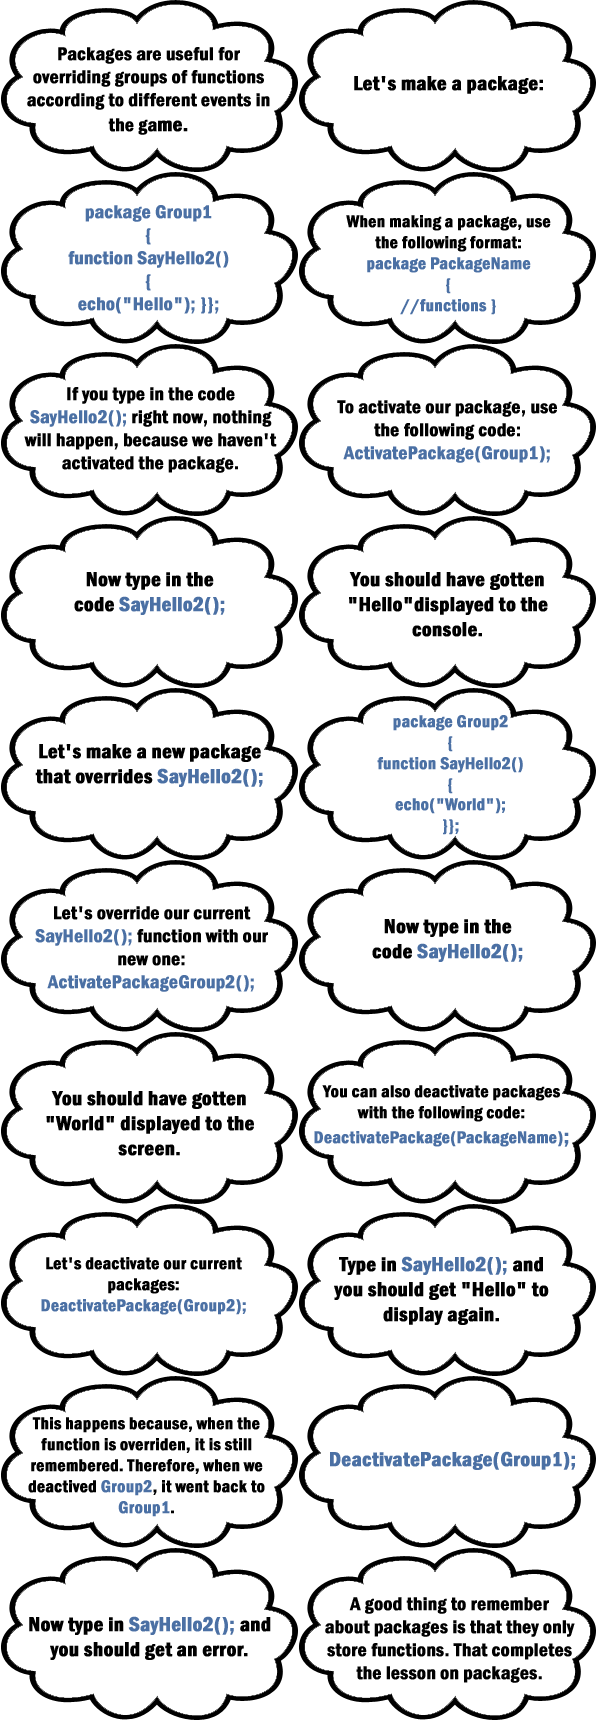 Packages are useful for
overriding groups of functions
according to different events in
the game.
Let's make a package:
package Group1
{
function SayHello2()
{
echo("Hello"); }};
When making a package, use
the following format:
package PackageName
{
//functions }
If you type in the code
SayHello2(); right now, nothing
will happen, because we haven't
activated the package.
To activate our package, use
the following code:
ActivatePackage(Group1);
Now type in the
code SayHello2();
You should have gotten
"Hello"displayed to the
console.
Let's make a new package
that overrides SayHello2();
package Group2
{
function SayHello2()
{
echo("World");
}};
Let's override our current
SayHello2(); function with our
new one:
ActivatePackageGroup2();
Now type in the
code SayHello2();
You should have gotten
"World" displayed to the
screen.
You can also deactivate packages
with the following code:
DeactivatePackage(PackageName);
Let's deactivate our current
packages:
DeactivatePackage(Group2);
Type in SayHello2(); and
you should get "Hello" to
display again.
This happens because, when the
function is overriden, it is still
remembered. Therefore, when we
deactived Group2, it went back to
Group1.
DeactivatePackage(Group1);
Now type in SayHello2(); and
you should get an error.
A good thing to remember
about packages is that they only
store functions. That completes
the lesson on packages.